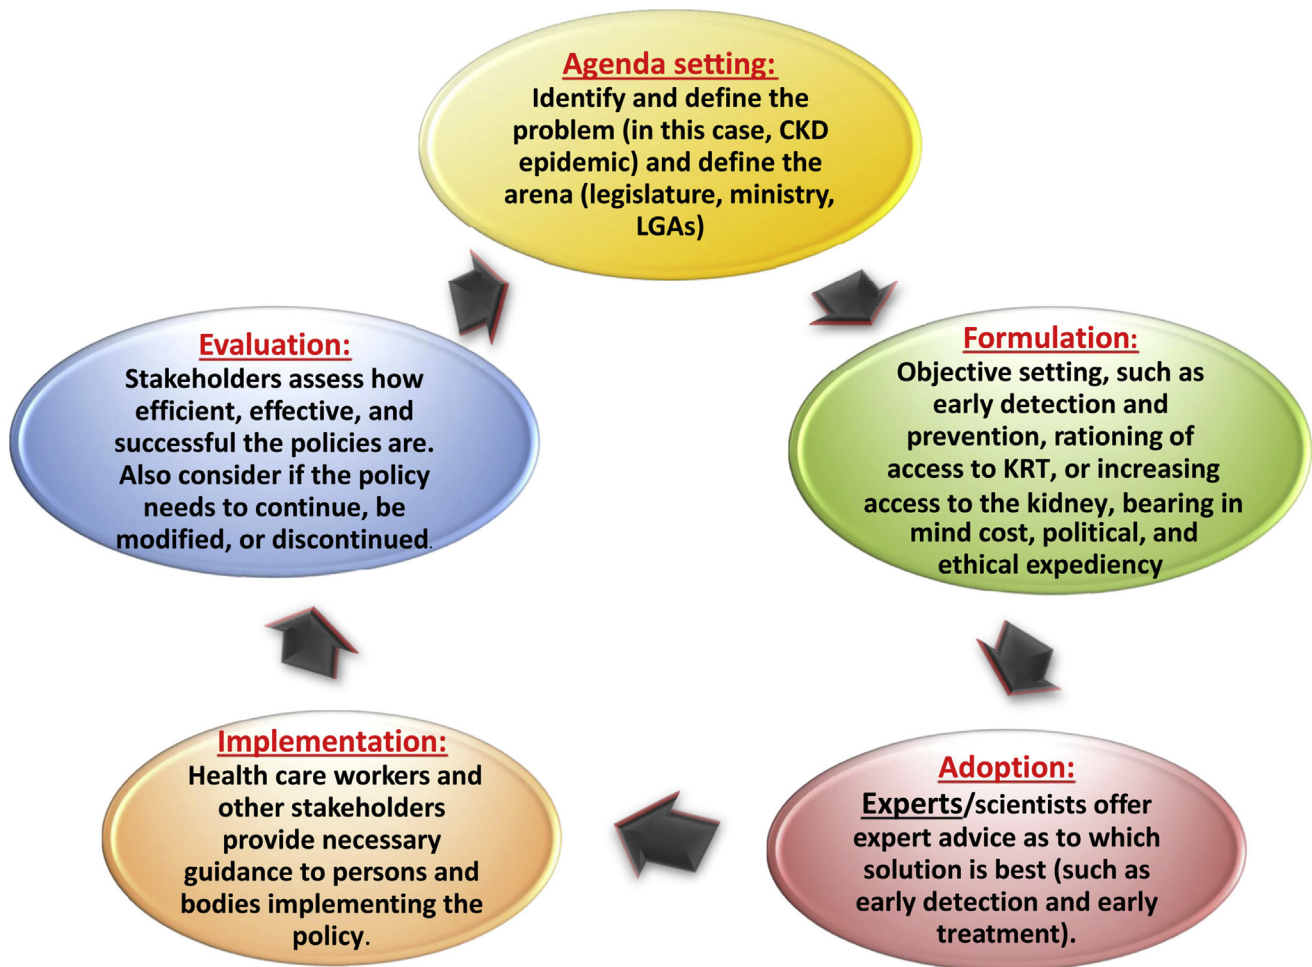 Agenda setting:
Identify and define the
problem (in this case, CKD
epidemic) and define the
arena (legislature, ministry,
LGAs)
Formulation:
Objective setting, such as
early detection and
prevention, rationing of
access to KRT, or increasing
access to the kidney, bearing in
mind cost, political, and
ethical expediency
Adoption:
Experts/scientists offer
expert advice as to which
solution is best (such as
early detection and early
treatment).
Implementation:
Health care workers and
other stakeholders
provide necessary
guidance to persons and
bodies implementing the
policy.
Evaluation:
Stakeholders assess how
efficient, effective, and
successful the policies are.
Also consider if the policy
needs to continue, be
modified, or discontinued.